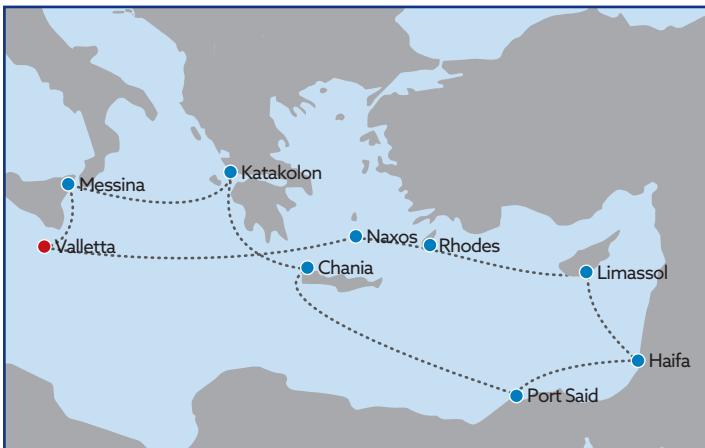 Katakolon
Messina
Naxos
Valletta
Rhodes
Chania
Limassol
Haifa
Port Said